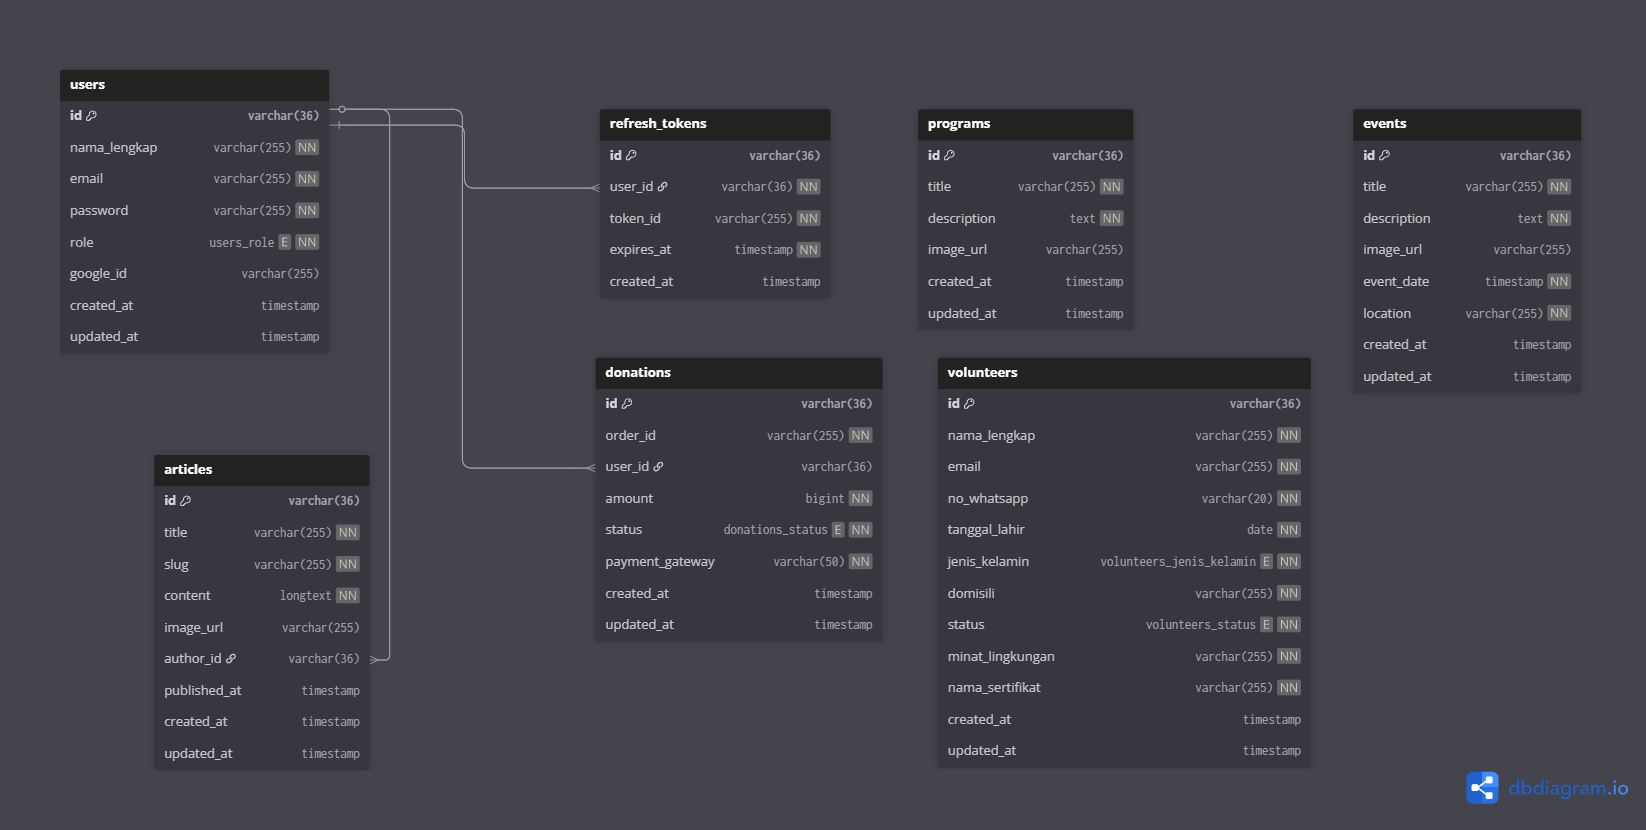 users
id varchar(36)
nama_lengkap varchar(255) NN
email varchar(255) NN
password varchar(255) NN
role users_role E NN
google_id varchar(255)
created_at timestamp
updated_at timestamp
refresh_tokens
id varchar(36)
user_id varchar(36) NN
token_id varchar(255) NN
expires_at timestamp NN
created_at timestamp
programs
id varchar(36)
title varchar(255) NN
description text NN
image_url varchar(255)
created_at timestamp
updated_at timestamp
events
id varchar(36)
title varchar(255) NN
description text NN
image_url varchar(255)
event_date timestamp NN
location varchar(255) NN
created_at timestamp
updated_at timestamp
articles
id varchar(36)
title varchar(255) NN
slug varchar(255) NN
content longtext NN
image_url varchar(255)
author_id varchar(36)
published_at timestamp
created_at timestamp
updated_at timestamp
donations
id varchar(36)
order_id varchar(255) NN
user_id varchar(36)
amount bigint NN
status donations_status E NN
payment_gateway varchar(50) NN
created_at timestamp
updated_at timestamp
volunteers
id varchar(36)
nama_lengkap varchar(255) NN
email varchar(255) NN
no_whatsapp varchar(20) NN
tanggal_lahir date NN
jenis_kelamin volunteers_jenis_kelamin E NN
domisili varchar(255) NN
status volunteers_status E NN
minat_lingkungan varchar(255) NN
nama_sertifikat varchar(255) NN
created_at timestamp
updated_at timestamp
dbdiagram.io